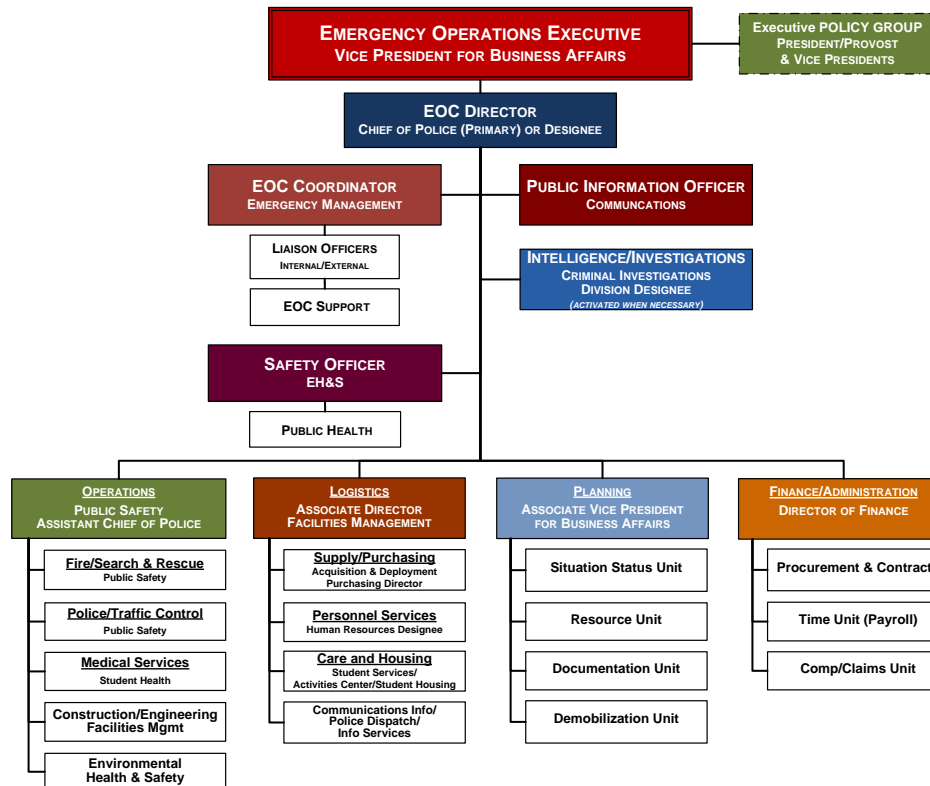 EMERGENCY OPERATIONS EXECUTIVE
VICE PRESIDENT FOR BUSINESS AFFAIRS
Executive POLICY GROUP
PRESIDENT/PROVOST
& VICE PRESIDENTS
EOC DIRECTOR
CHIEF OF POLICE (PRIMARY) OR DESIGNEE
EOC COORDINATOR
EMERGENCY MANAGEMENT
PUBLIC INFORMATION OFFICER
COMMUNCATIONS
LIAISON OFFICERS
INTERNAL/EXTERNAL
EOC SUPPORT
INTELLIGENCE/INVESTIGATIONS
CRIMINAL INVESTIGATIONS
DIVISION DESIGNEE
(ACTIVATED WHEN NECESSARY)
SAFETY OFFICER
EH&S
PUBLIC HEALTH
OPERATIONS
PUBLIC SAFETY
ASSISTANT CHIEF OF POLICE
Fire/Search & Rescue
Public Safety
Police/Traffic Control
Public Safety
Medical Services
Student Health
Construction/Engineering
Facilities Mgmt
Environmental
Health & Safety
LOGISTICS
ASSOCIATE DIRECTOR
FACILITIES MANAGEMENT
Supply/Purchasing
Acquisition & Deployment
Purchasing Director
Personnel Services
Human Resources Designee
Care and Housing
Student Services/
Activities Center/Student Housing
Communications Info/
Police Dispatch/
Info Services
PLANNING
ASSOCIATE VICE PRESIDENT
FOR BUSINESS AFFAIRS
Situation Status Unit
Resource Unit
Documentation Unit
Demobilization Unit
FINANCE/ADMINISTRATION
DIRECTOR OF FINANCE
Procurement & Contract
Time Unit (Payroll)
Comp/Claims Unit